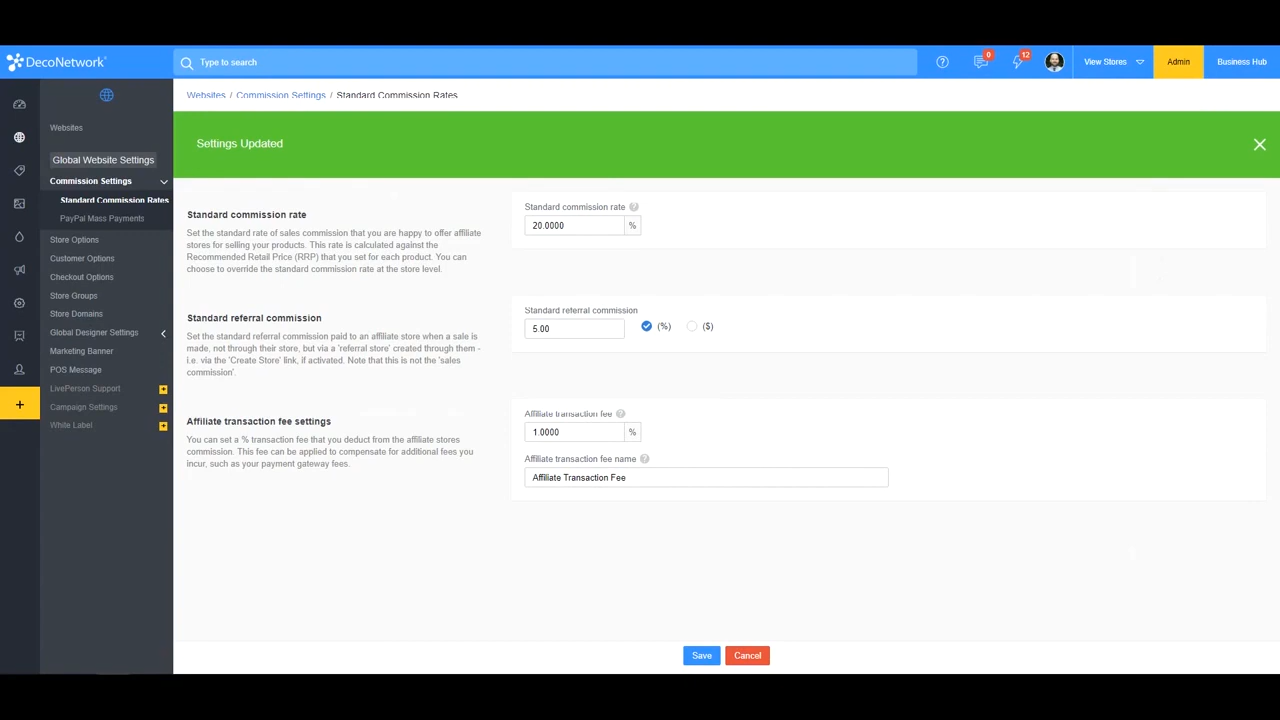 DecoNetwork
Type to search
0
12
View Stores
Admin
Business Hub
Websites / Commission Settings / Standard Commission Rates
Settings Updated
Websites
Global Website Settings
Commission Settings
Standard Commission Rates
PayPal Mass Payments
Store Options
Customer Options
Checkout Options
Store Groups
Store Domains
Global Designer Settings
Marketing Banner
POS Message
LivePerson Support
Campaign Settings
White Label
Standard commission rate
Set the standard rate of sales commission that you are happy to offer affiliate
stores for selling your products. This rate is calculated against the
Recommended Retail Price (RRP) that you set for each product. You can
choose to override the standard commission rate at the store level.
Standard commission rate
20.0000 %
Standard referral commission
Set the standard referral commission paid to an affiliate store when a sale is
made, not through their store, but via a 'referral store' created through them -
i.e. via the 'Create Store' link, if activated. Note that this is not the 'sales
commission'.
Standard referral commission
5.00 (%) ($)
Affiliate transaction fee settings
You can set a % transaction fee that you deduct from the affiliate stores
commission. This fee can be applied to compensate for additional fees you
incur, such as your payment gateway fees.
Affiliate transaction fee
1.0000 %
Affiliate transaction fee name
Affiliate Transaction Fee
Save
Cancel